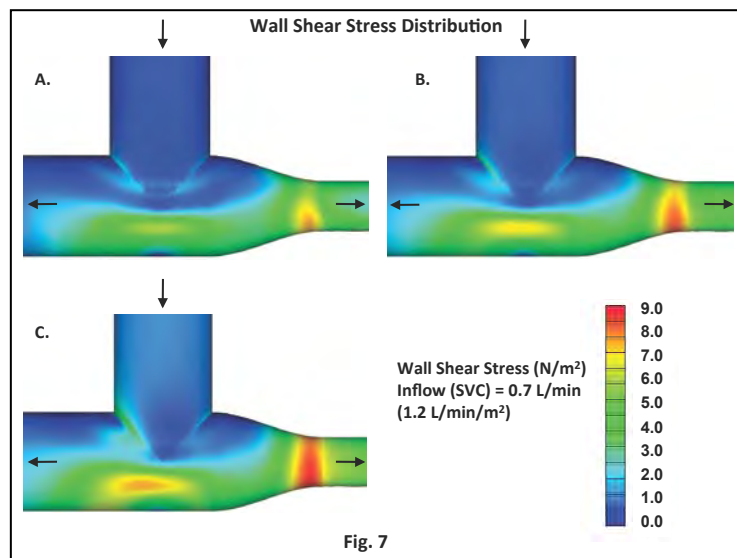 Wall Shear Stress Distribution
A.
B.
C.
Wall Shear Stress (N/m²)
Inflow (SVC) = 0.7 L/min
(1.2 L/min/m²)
9.0
8.0
7.0
6.0
5.0
4.0
3.0
2.0
1.0
0.0
Fig. 7